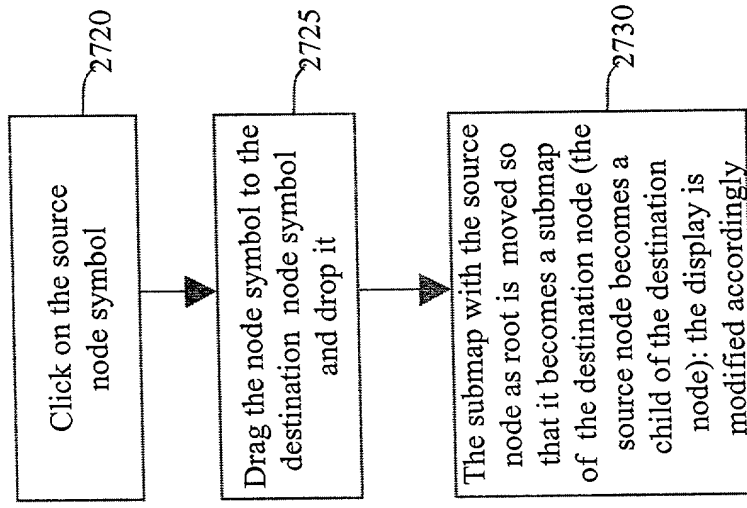 2720
Click on the source
node symbol
2725
Drag the node symbol to the
destination node symbol
and drop it
2730
The submap with the source
node as root is moved so
that it becomes a submap
of the destination node (the
source node becomes a
child of the destination
node): the display is
modified accordingly